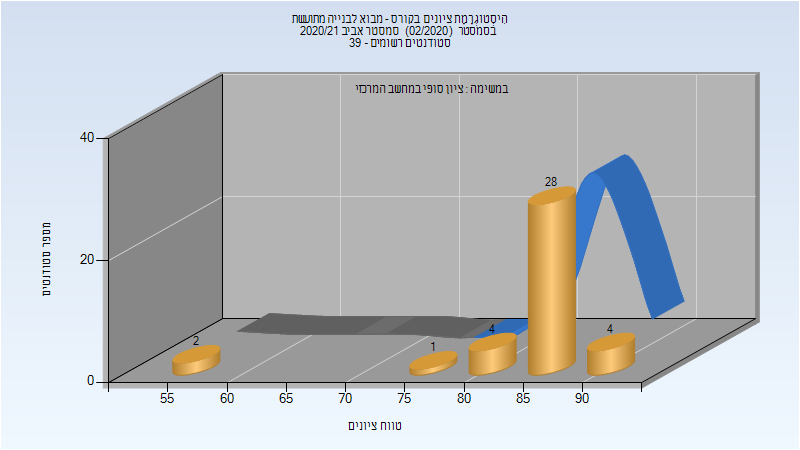 היסטוגרמת ציונים בקורס - מבוא לבנייה מתועשת
בסמסטר (02/2020) סמסטר אביב 2020/21
סטודנטים רשומים - 39
במשימה : ציון סופי במחשב המרכזי
40
20
0
מספר סטודנטים
2
1
4
28
4
55
60
65
70
75
80
85
90
טווח ציונים